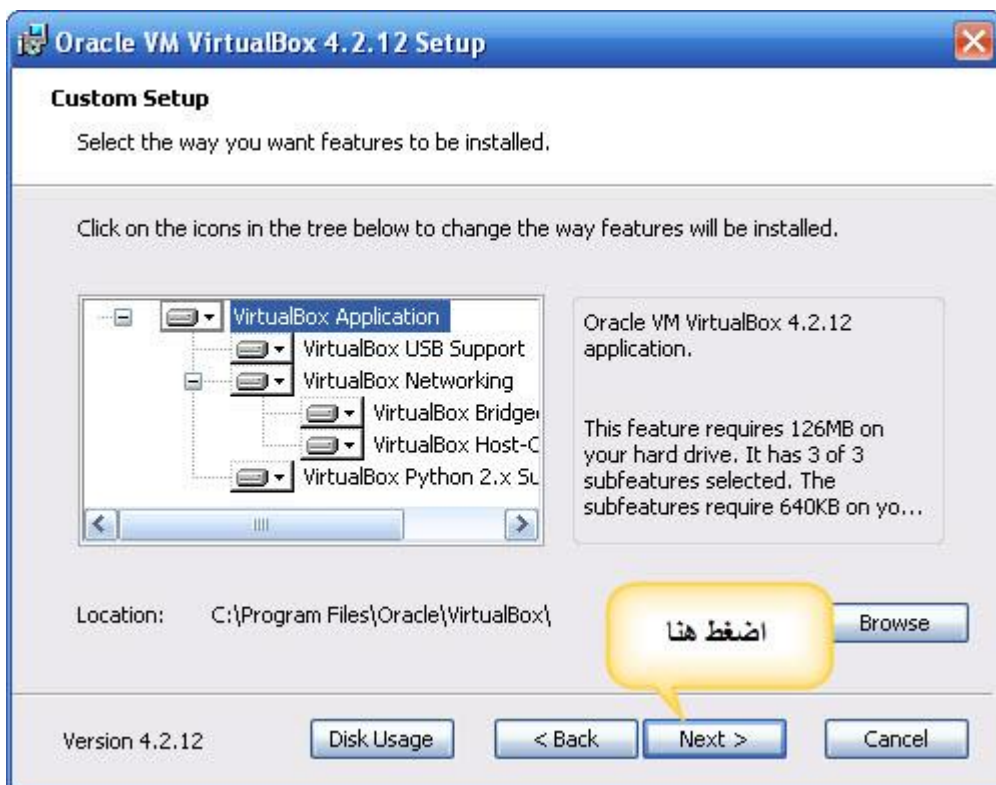 Oracle VM VirtualBox 4.2.12 Setup
Custom Setup
Select the way you want features to be installed.
Click on the icons in the tree below to change the way features will be installed.
VirtualBox Application
VirtualBox USB Support
VirtualBox Networking
VirtualBox Bridge
VirtualBox Host-C
VirtualBox Python 2.x Su
Oracle VM VirtualBox 4.2.12
application.
This feature requires 126MB on
your hard drive. It has 3 of 3
subfeatures selected. The
subfeatures require 640KB on yo...
Location: C:\Program Files\Oracle\VirtualBox\
اضغط هنا
Browse
Version 4.2.12
Disk Usage
< Back
Next >
Cancel